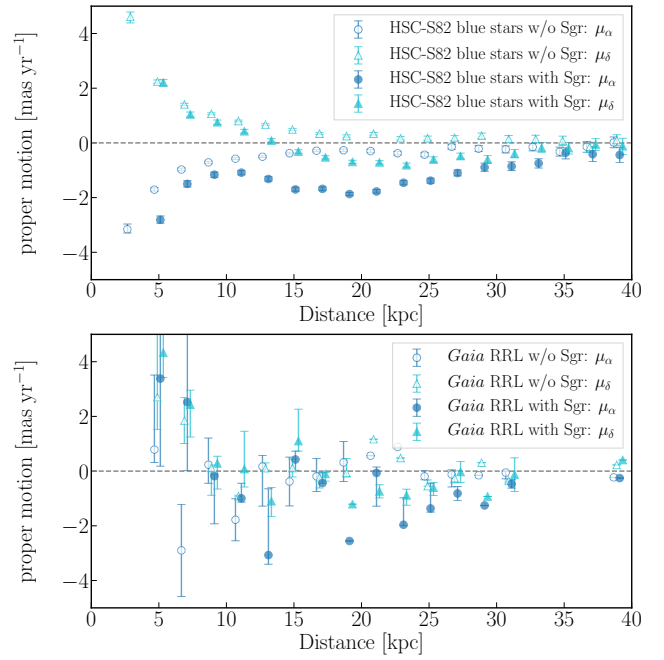 4
2
0
−2
−4
proper motion [mas yr−1]
HSC-S82 blue stars w/o Sgr: μα
HSC-S82 blue stars w/o Sgr: μδ
HSC-S82 blue stars with Sgr: μα
HSC-S82 blue stars with Sgr: μδ
0 5 10 15 20 25 30 35 40
Distance [kpc]
4
2
0
−2
−4
proper motion [mas yr−1]
Gaia RRL w/o Sgr: μα
Gaia RRL w/o Sgr: μδ
Gaia RRL with Sgr: μα
Gaia RRL with Sgr: μδ
0 5 10 15 20 25 30 35 40
Distance [kpc]